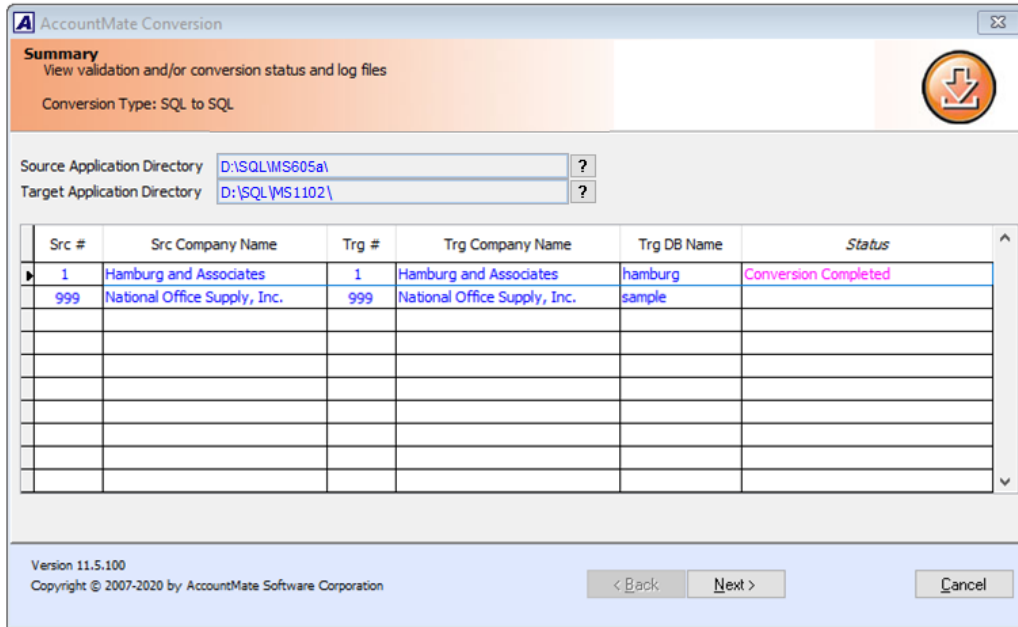 AccountMate Conversion
Summary
View validation and/or conversion status and log files
Conversion Type: SQL to SQL
Source Application Directory D:\SQL\MS605a\ ?
Target Application Directory D:\SQL\MS1102\ ?
Src # Src Company Name Trg # Trg Company Name Trg DB Name Status
1 Hamburg and Associates 1 Hamburg and Associates hamburg Conversion Completed
999 National Office Supply, Inc. 999 National Office Supply, Inc. sample
Version 11.5.100
Copyright © 2007-2020 by AccountMate Software Corporation
< Back Next > Cancel